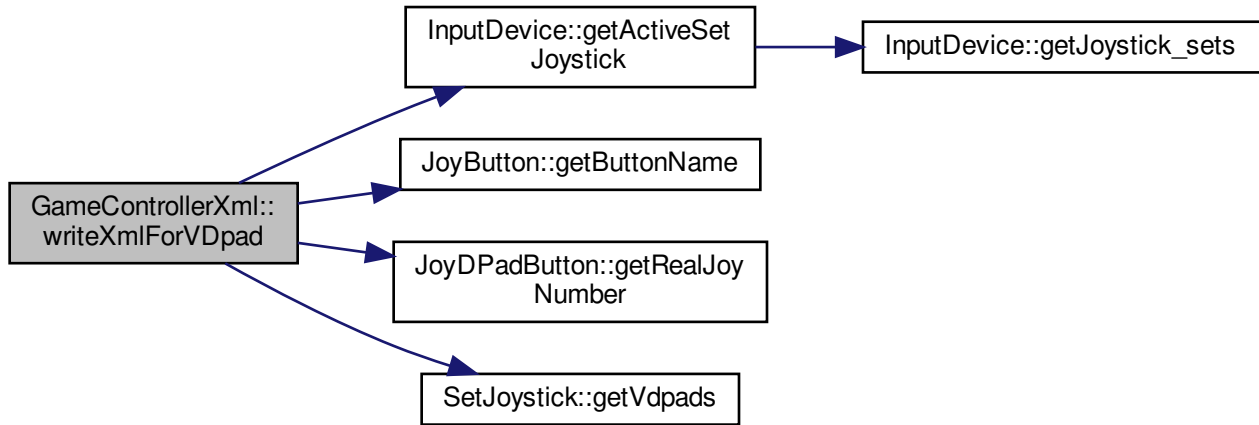 GameControllerXml::
writeXmlForVDpad
InputDevice::getActiveSet
Joystick
InputDevice::getJoystick_sets
JoyButton::getButtonName
JoyDPadButton::getRealJoy
Number
SetJoystick::getVdpads